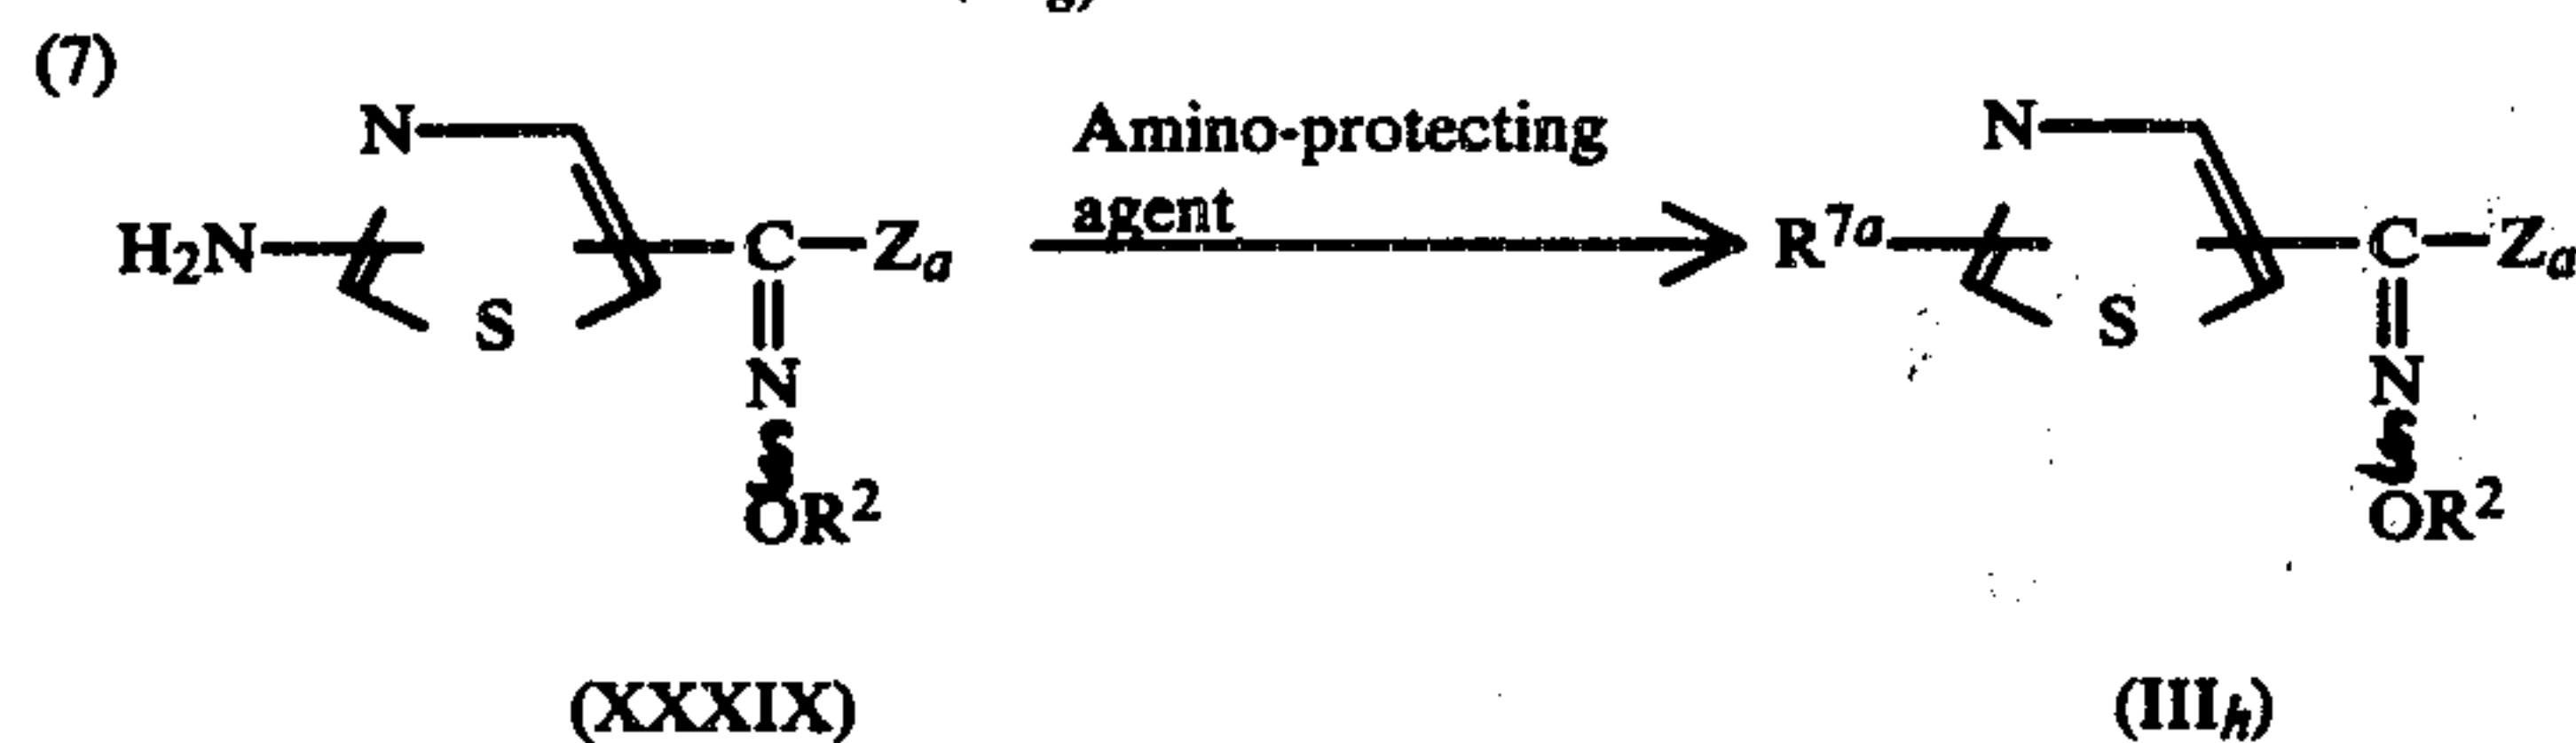 (7)
N
N
Amino-protecting
agent
H2N
C—Za
R7a
C—Za
S
S
N
N
OR2
OR2
(XXXIX)
(IIIh)